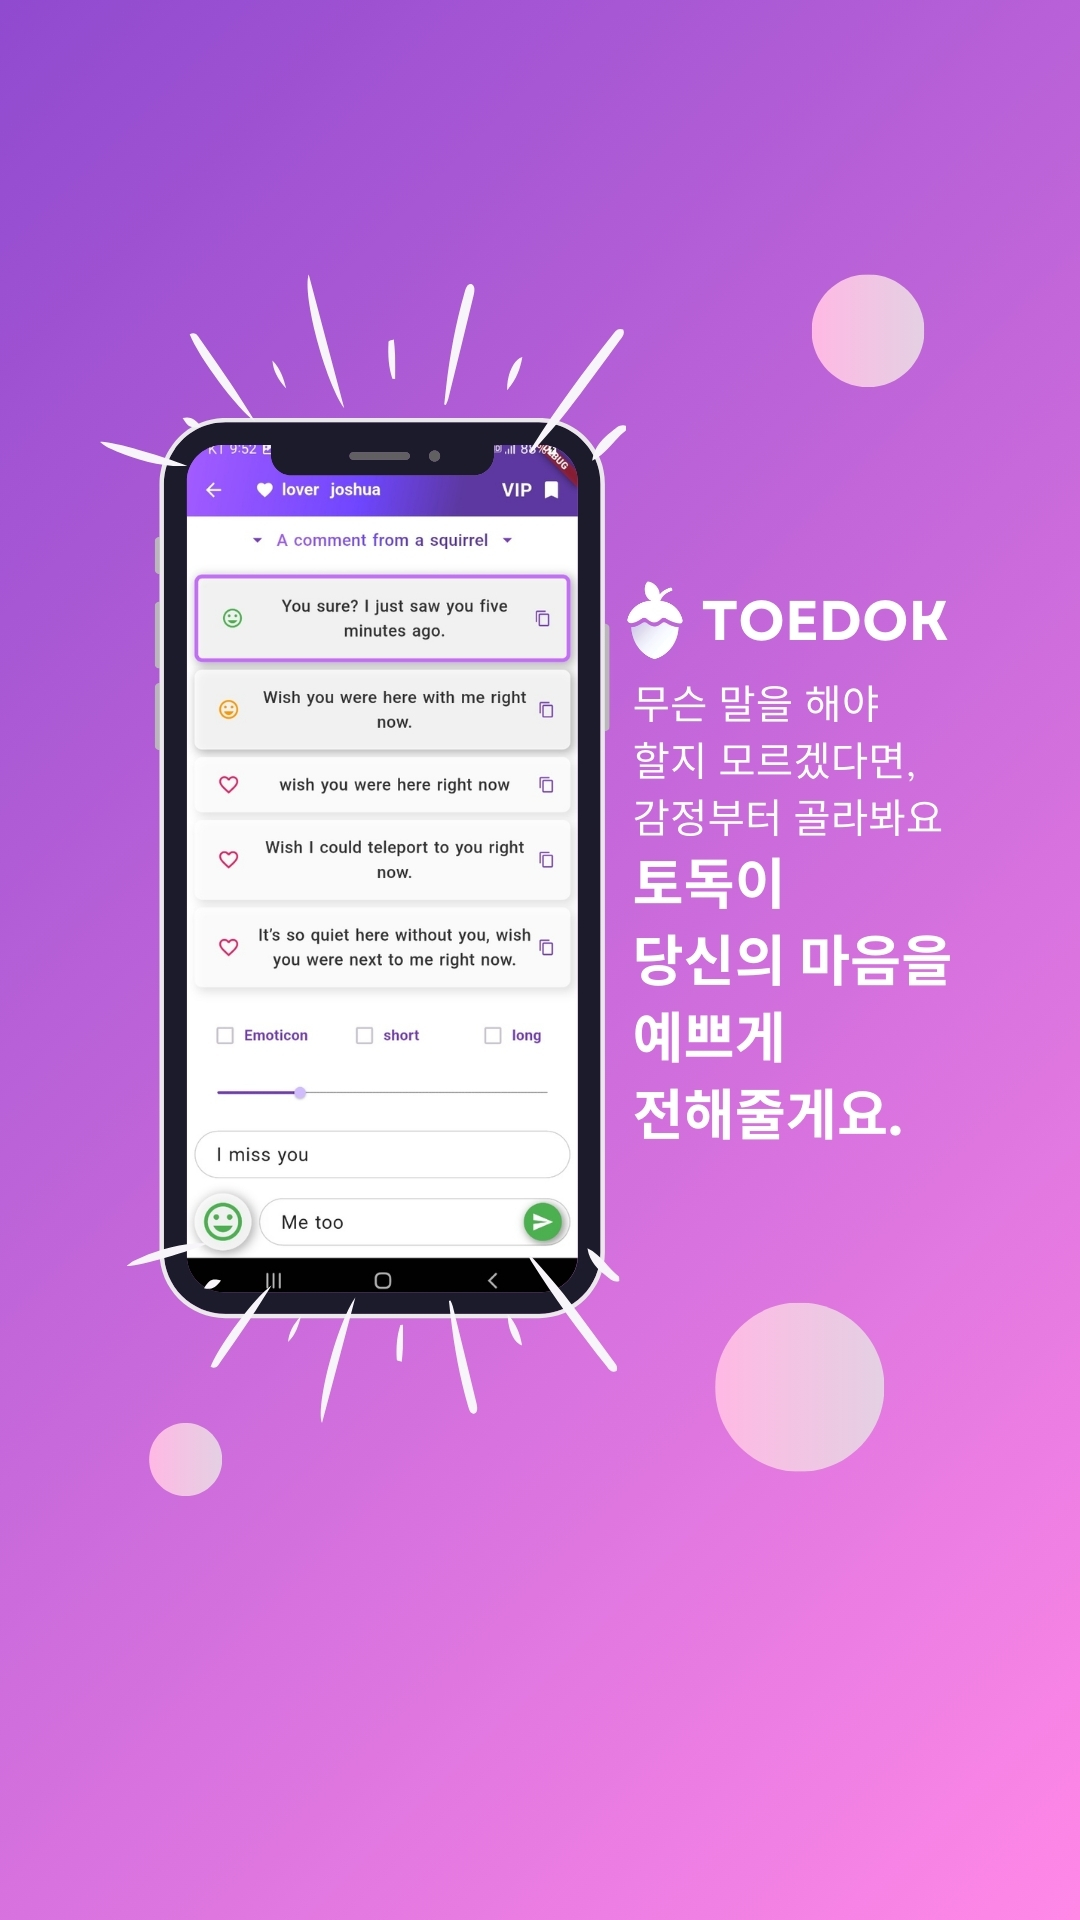 KT 9:52
lover joshua
VIP
A comment from a squirrel
You sure? I just saw you five
minutes ago.
Wish you were here with me right
now.
wish you were here right now
Wish I could teleport to you right
now.
It's so quiet here without you, wish
you were next to me right now.
Emoticon short long
I miss you
Me too
TOEDOK
무슨 말을 해야
할지 모르겠다면,
감정부터 골라봐요
토독이
당신의 마음을
예쁘게
전해줄게요.